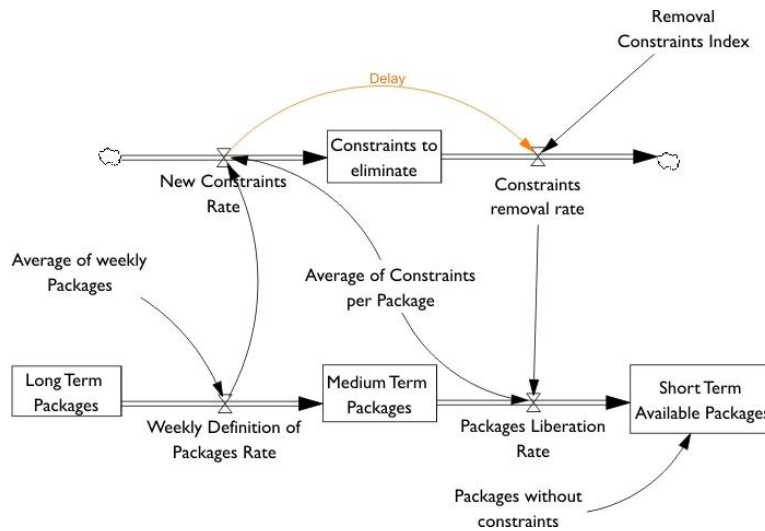 Removal
Constraints Index
Delay
Constraints to
eliminate
New Constraints
Rate
Constraints
removal rate
Average of weekly
Packages
Average of Constraints
per Package
Long Term
Packages
Medium Term
Packages
Short Term
Available Packages
Weekly Definition of
Packages Rate
Packages Liberation
Rate
Packages without
constraints